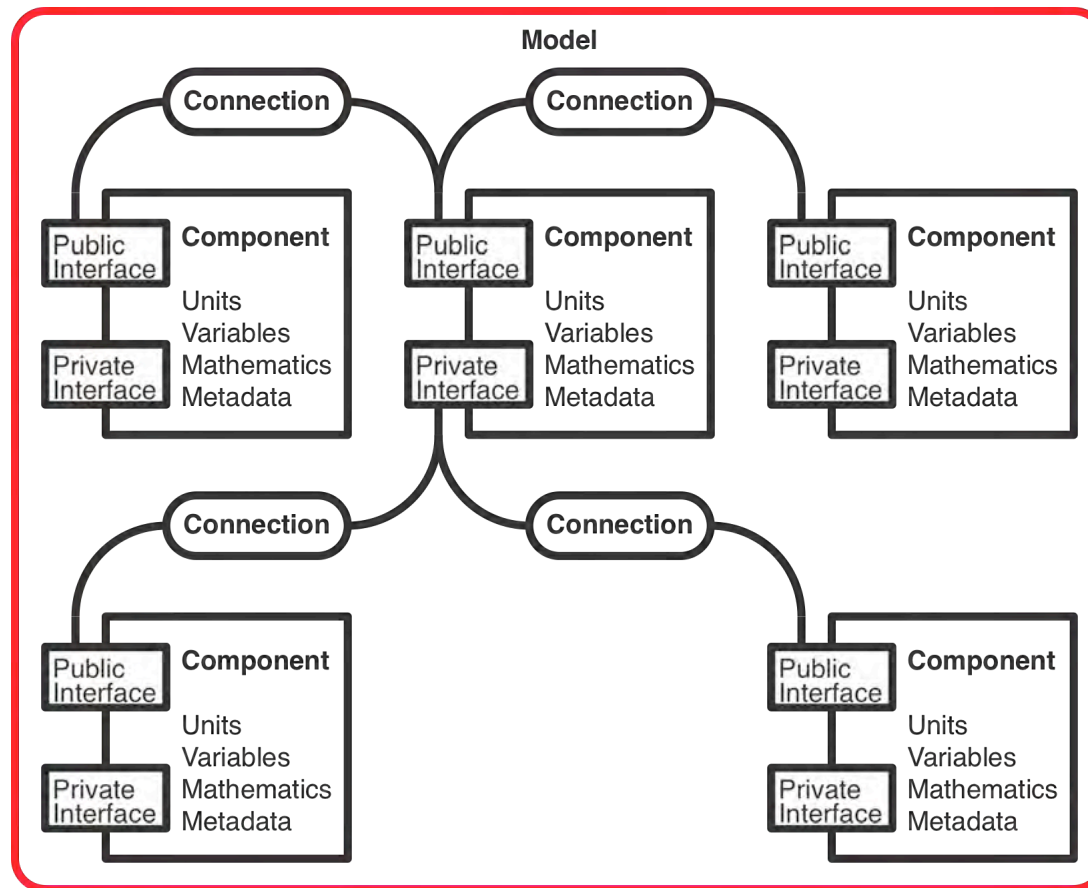 Model
Connection
Connection
Public
Interface
Component
Units
Variables
Private
Interface
Mathematics
Metadata
Public
Interface
Component
Units
Variables
Private
Interface
Mathematics
Metadata
Public
Interface
Component
Units
Variables
Private
Interface
Mathematics
Metadata
Connection
Connection
Public
Interface
Component
Units
Variables
Private
Interface
Mathematics
Metadata
Public
Interface
Component
Units
Variables
Private
Interface
Mathematics
Metadata